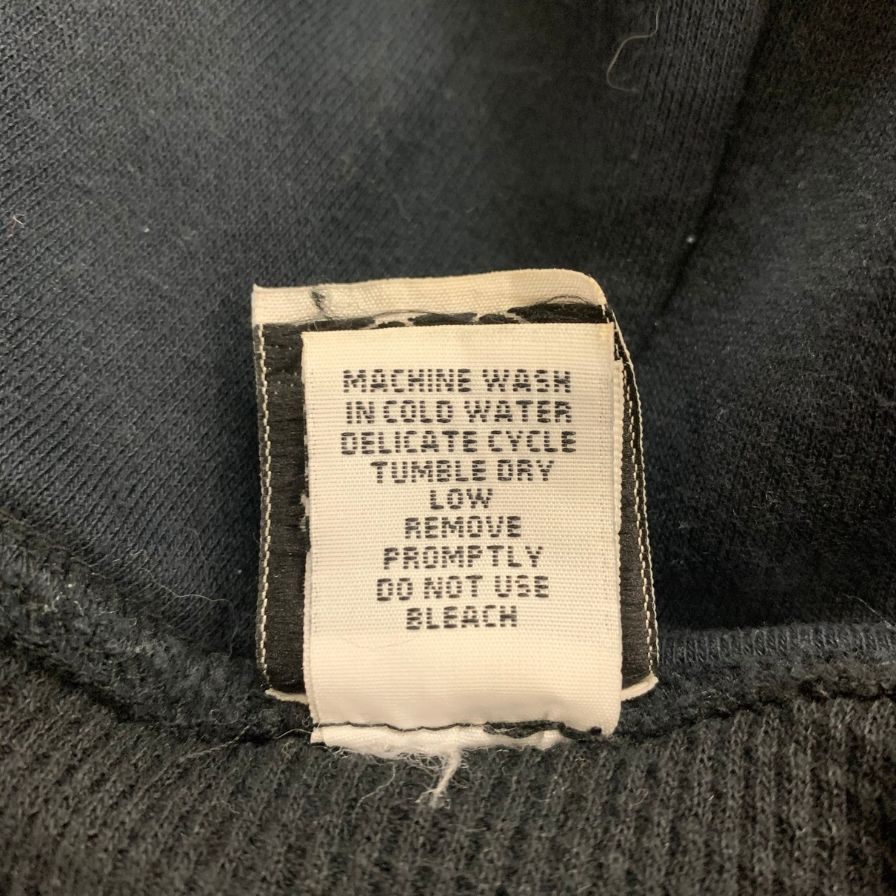 MACHINE WASH
IN COLD WATER
DELICATE CYCLE
TUMBLE DRY
LOW
REMOVE
PROMPTLY
DO NOT USE
BLEACH